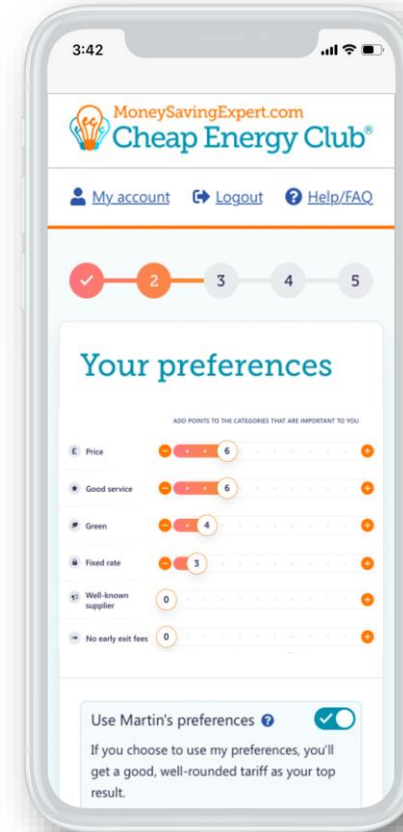 3:42
MoneySavingExpert.com
Cheap Energy Club®
My account Logout Help/FAQ
2 3 4 5
Your preferences
ADD POINTS TO THE CATEGORIES THAT ARE IMPORTANT TO YOU
£ Price 6
Good service 6
Green 4
Fixed rate 3
Well-known
supplier 0
No early exit fees 0
Use Martin's preferences
If you choose to use my preferences, you'll
get a good, well-rounded tariff as your top
result.